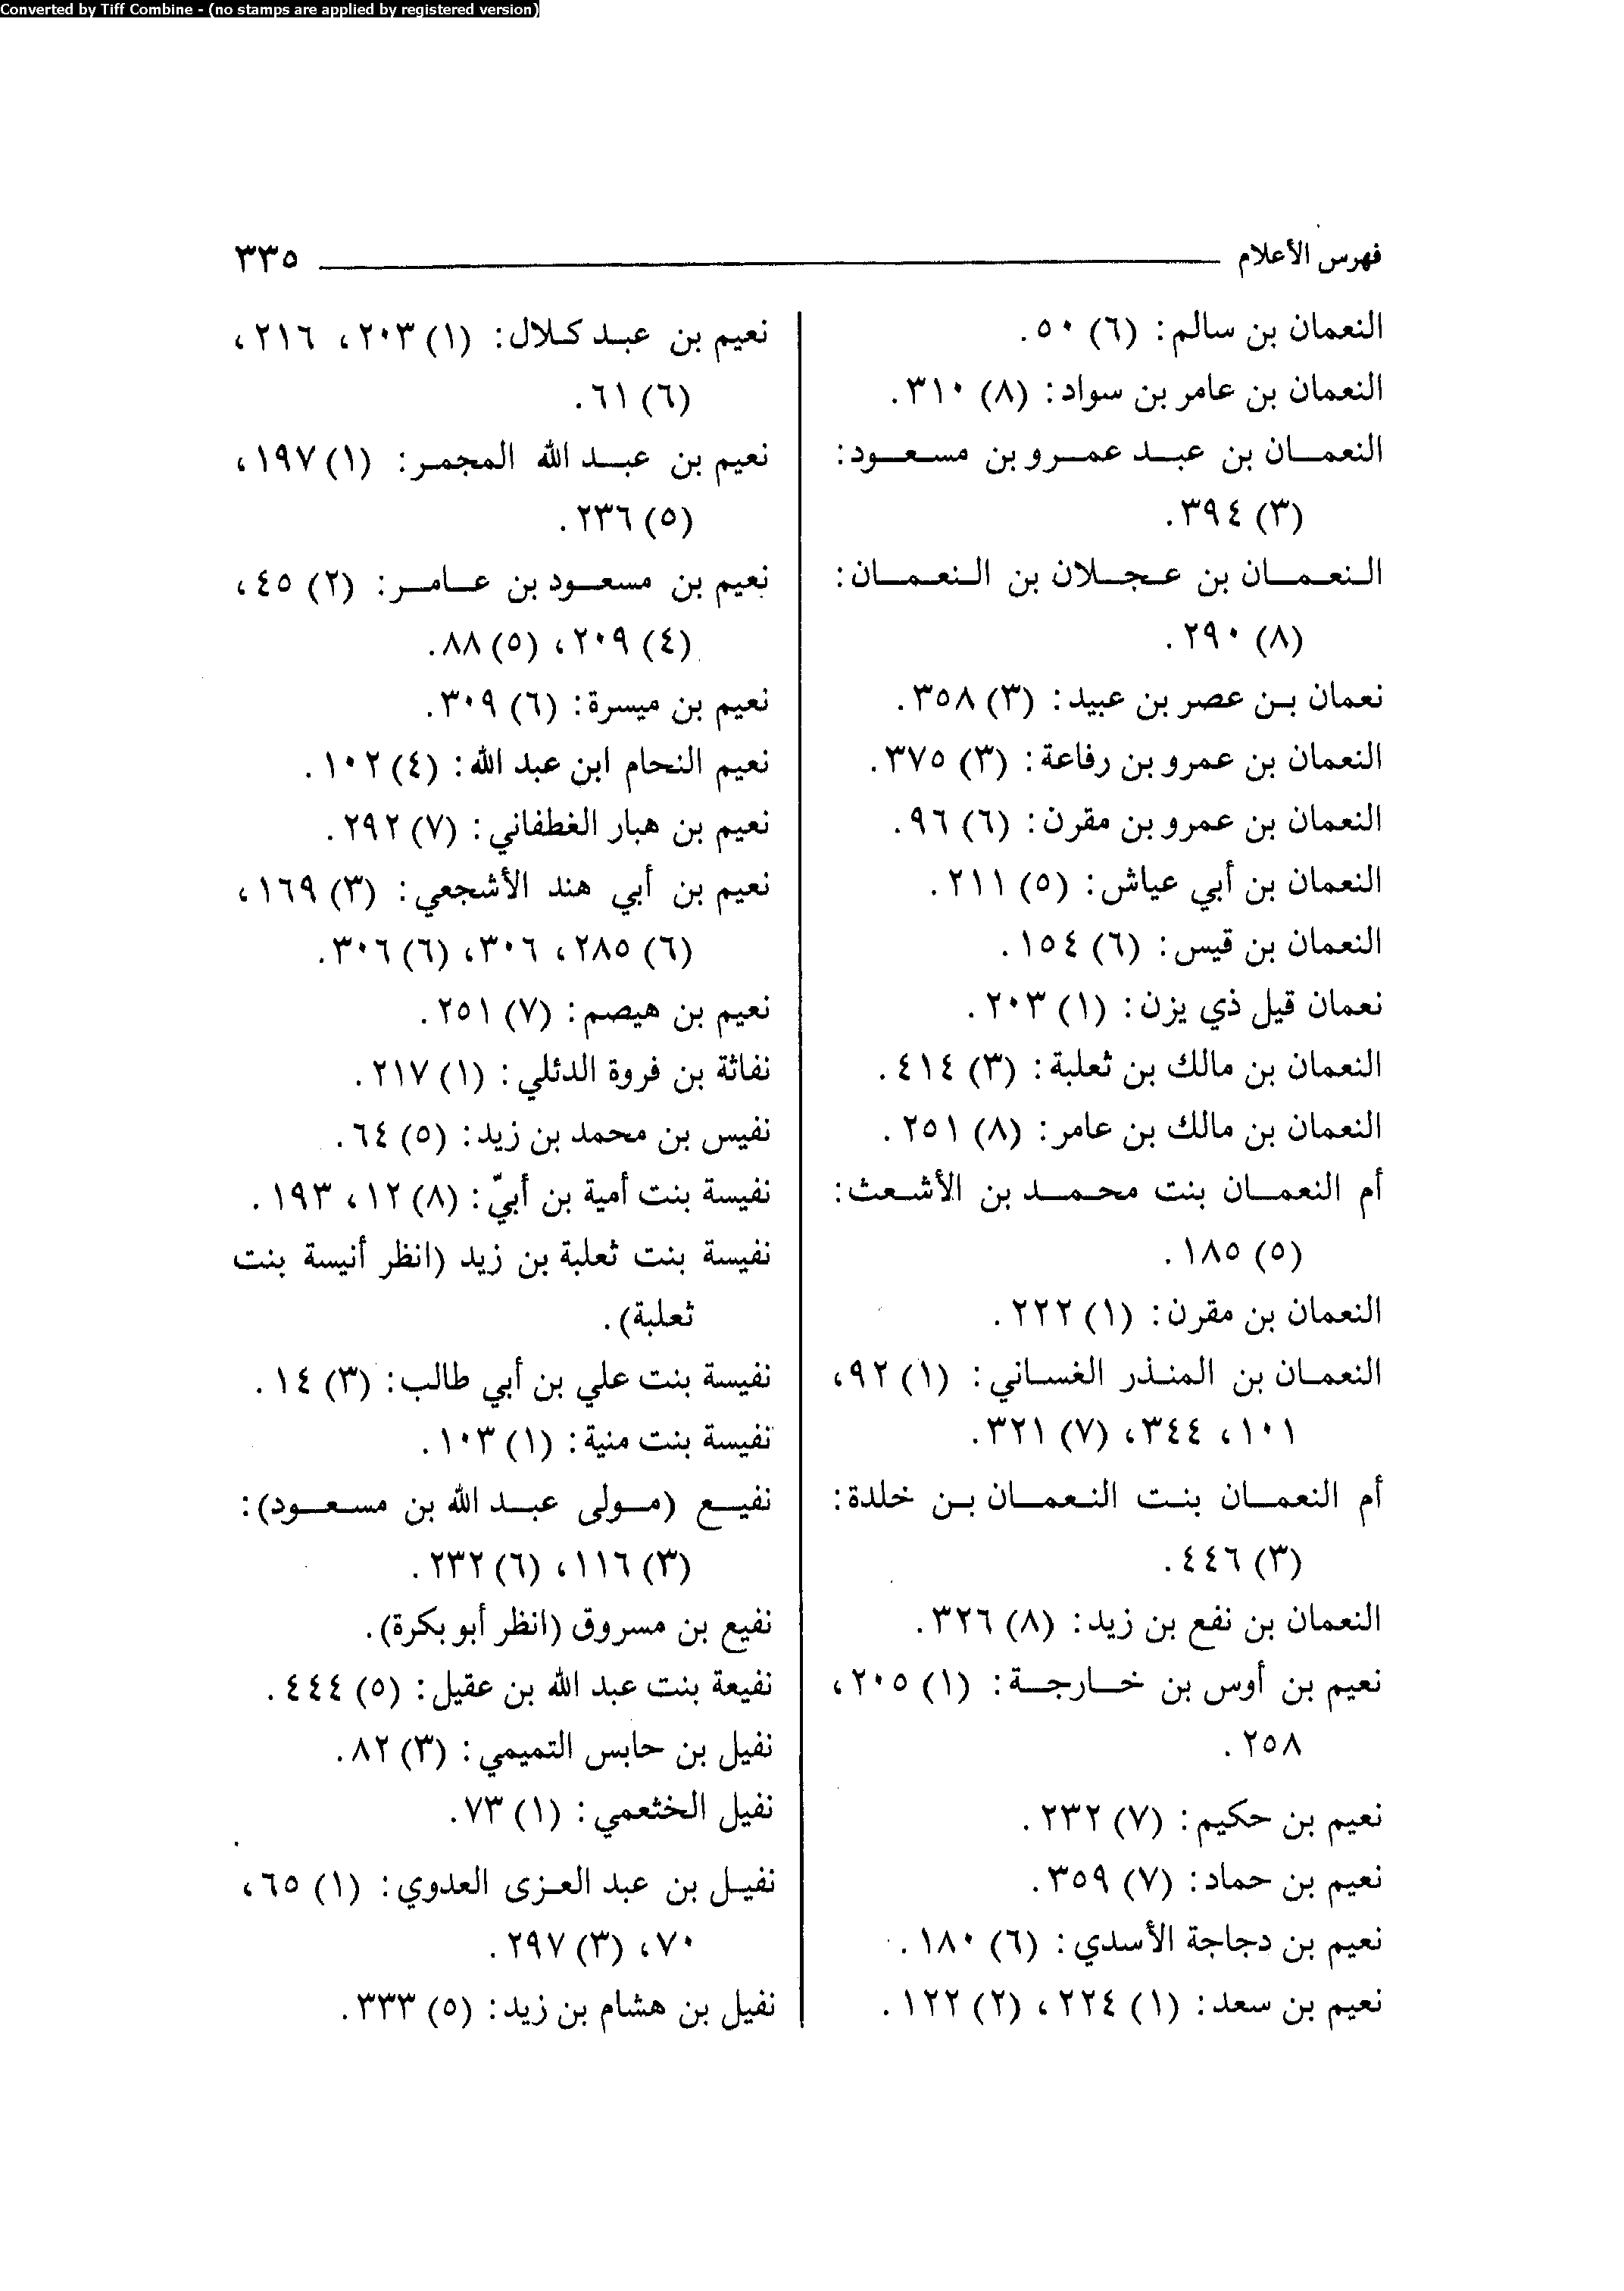 Converted by Tiff Combine - (no stamps are applied by registered version)
فهرس الأعلام ٣٣٥
النعمان بن سالم: (٦) ٥٠.
النعمان بن عامر بن سواد: (٨) ٣١٠.
النعمان بن عبد عمرو بن مسعود:
(٣) ٣٩٤.
النعمان بن عجلان بن النعمان:
(٨) ٢٩٠.
نعمان بن عصر بن عبيد: (٣) ٣٥٨.
النعمان بن عمرو بن رفاعة: (٣) ٣٧٥.
النعمان بن عمرو بن مقرن: (٦) ٩٦.
النعمان بن أبي عياش: (٥) ٢١١.
النعمان بن قيس: (٦) ١٥٤.
نعمان قيل ذي يزن: (١) ٢٠٣.
النعمان بن مالك بن ثعلبة: (٣) ٤١٤.
النعمان بن مالك بن عامر: (٨) ٢٥١.
أم النعمان بنت محمد بن الأشعث:
(٥) ١٨٥.
النعمان بن مقرن: (١) ٢٢٢.
النعمان بن المنذر الغساني: (١) ٩٢،
١٠١، ٣٤٤، (٧) ٣٢١.
أم النعمان بنت النعمان بن خلدة:
(٣) ٤٤٦.
النعمان بن نفع بن زيد: (٨) ٣٢٦.
نعيم بن أوس بن خارجة: (١) ٢٠٥،
٢٥٨.
نعيم بن حكيم: (٧) ٢٣٢.
نعيم بن حماد: (٧) ٣٥٩.
نعيم بن دجاجة الأسدي: (٦) ١٨٠.
نعيم بن سعد: (١) ٢٢٤، (٢) ١٢٢.
نعيم بن عبد كلال: (١) ٢٠٣، ٢١٦،
(٦) ٦١.
نعيم بن عبد الله المجمر: (١) ١٩٧،
(٥) ٢٣٦.
نعيم بن مسعود بن عامر: (٢) ٤٥،
(٤) ٢٠٩، (٥) ٨٨.
نعيم بن ميسرة: (٦) ٣٠٩.
نعيم النحام ابن عبد الله: (٤) ١٠٢.
نعيم بن هبار الغطفاني: (٧) ٢٩٢.
نعيم بن أبي هند الأشجعي: (٣) ١٦٩،
(٦) ٢٨٥، ٣٠٦، (٦) ٣٠٦.
نعيم بن هيصم: (٧) ٢٥١.
نفاثة بن فروة الدئلي: (١) ٢١٧.
نفيس بن محمد بن زيد: (٥) ٦٤.
نفيسة بنت أمية بن أبيّ: (٨) ١٢، ١٩٣.
نفيسة بنت ثعلبة بن زيد (انظر أنيسة بنت
ثعلبة).
نفيسة بنت علي بن أبي طالب: (٣) ١٤.
نفيسة بنت منية: (١) ١٠٣.
نفيع (مولى عبد الله بن مسعود):
(٣) ١١٦، (٦) ٢٣٢.
نفيع بن مسروق (انظر أبو بكرة).
نفيعة بنت عبد الله بن عقيل: (٥) ٤٤٤.
نفيل بن حابس التميمي: (٣) ٨٢.
نفيل الخثعمي: (١) ٧٣.
نفيل بن عبد العزى العدوي: (١) ٦٥،
٧٠، (٣) ٢٩٧.
نفيل بن هشام بن زيد: (٥) ٣٣٣.